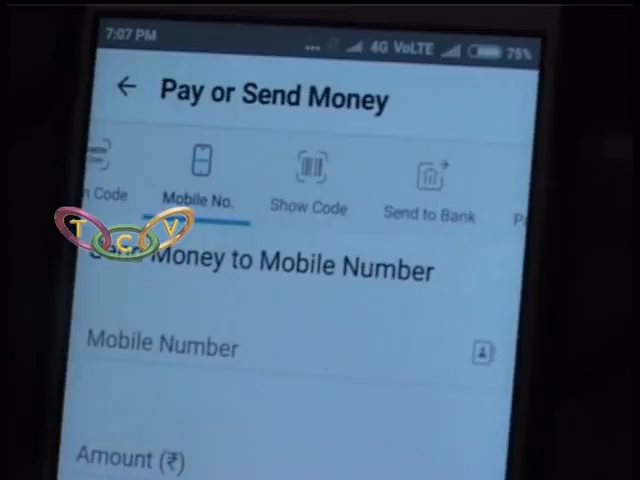 7:07 PM
4G VoLTE
75%
Pay or Send Money
Code
Mobile No.
Show Code
Send to Bank
TCV
Money to Mobile Number
Mobile Number
Amount (₹)